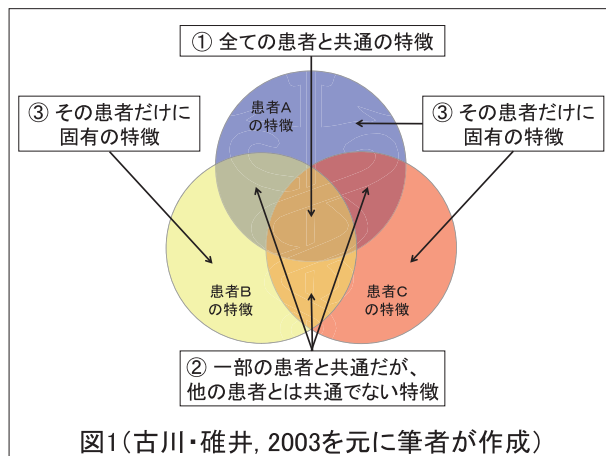 ① 全ての患者と共通の特徴
③ その患者だけに
固有の特徴
患者A
の特徴
③ その患者だけに
固有の特徴
患者B
の特徴
患者C
の特徴
② 一部の患者と共通だが、
他の患者とは共通でない特徴
図1(古川・碓井, 2003を元に筆者が作成)